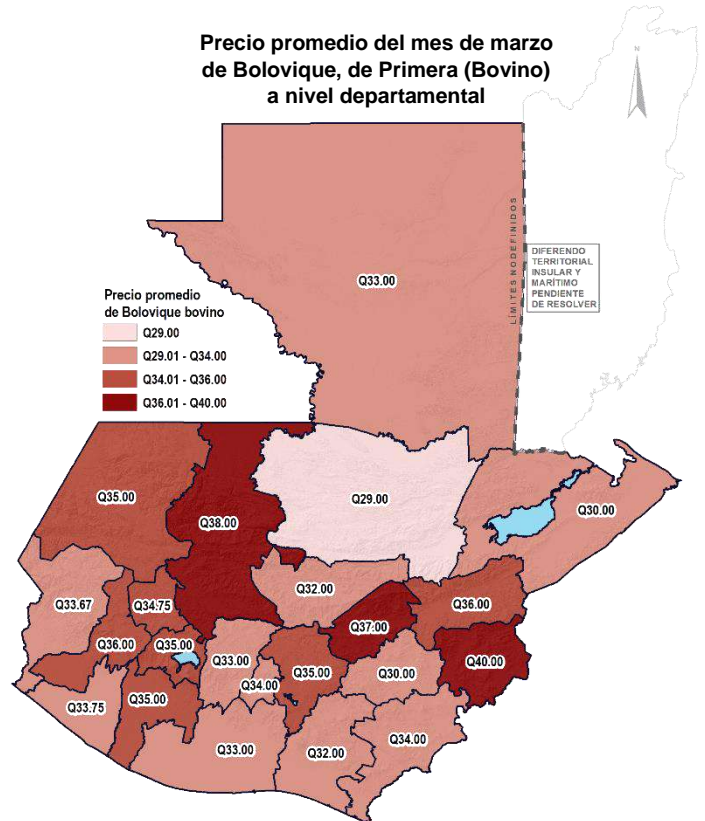 Precio promedio del mes de marzo
de Bolovique, de Primera (Bovino)
a nivel departamental
N
LÍMITES NO DEFINIDOS
DIFERENDO
TERRITORIAL
INSULAR Y
MARÍTIMO
PENDIENTE
DE RESOLVER
Q33.00
Precio promedio
de Bolovique bovino
Q29.00
Q29.01 - Q34.00
Q34.01 - Q36.00
Q36.01 - Q40.00
Q35.00
Q38.00
Q29.00
Q30.00
Q33.67
Q34.75
Q32.00
Q36.00
Q36.00
Q35.00
Q33.00
Q37.00
Q40.00
Q34.00
Q35.00
Q30.00
Q33.75
Q35.00
Q33.00
Q32.00
Q34.00